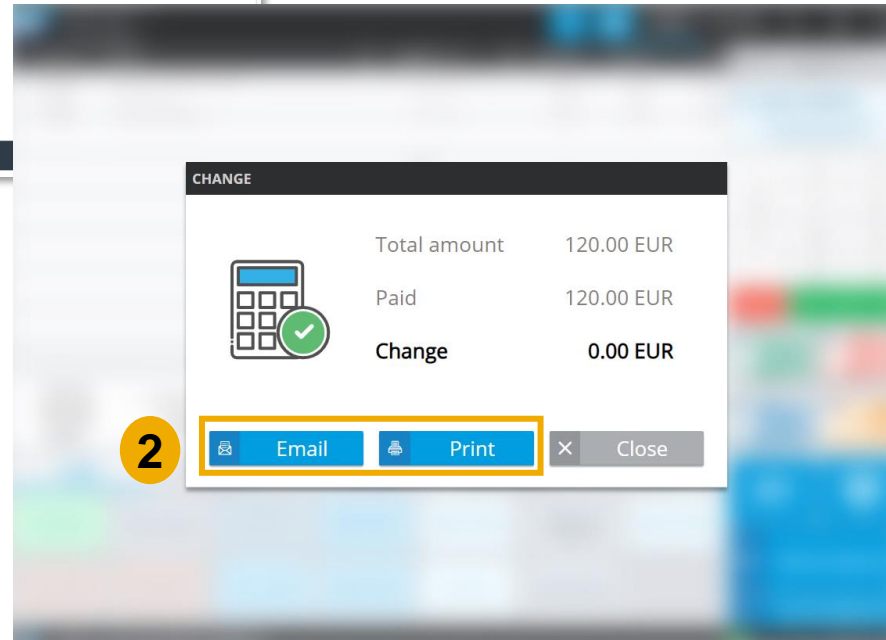 CHANGE
Total amount 120.00 EUR
Paid 120.00 EUR
Change 0.00 EUR
2 Email Print Close